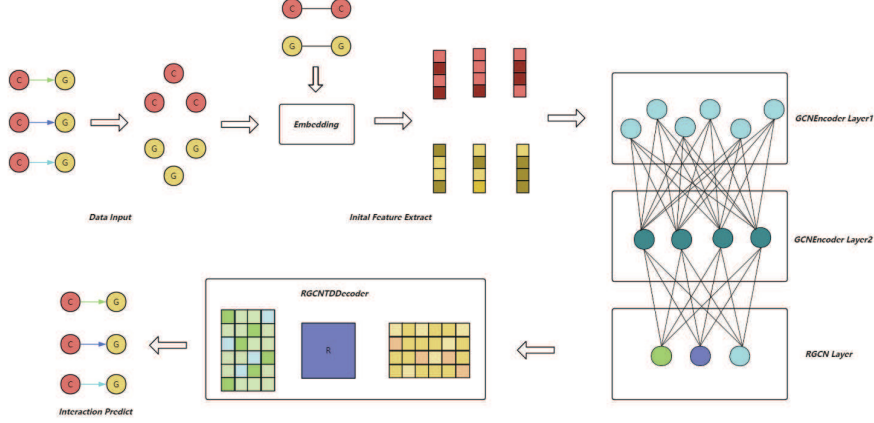 C C
G G
C G
C
C C
C G
G G
C G
G
Embedding
GCNEncoder Layer1
Data Input
Inital Feature Extract
GCNEncoder Layer2
RGCNTDDecoder
C G
C G
R
C G
RGCN Layer
Interaction Predict